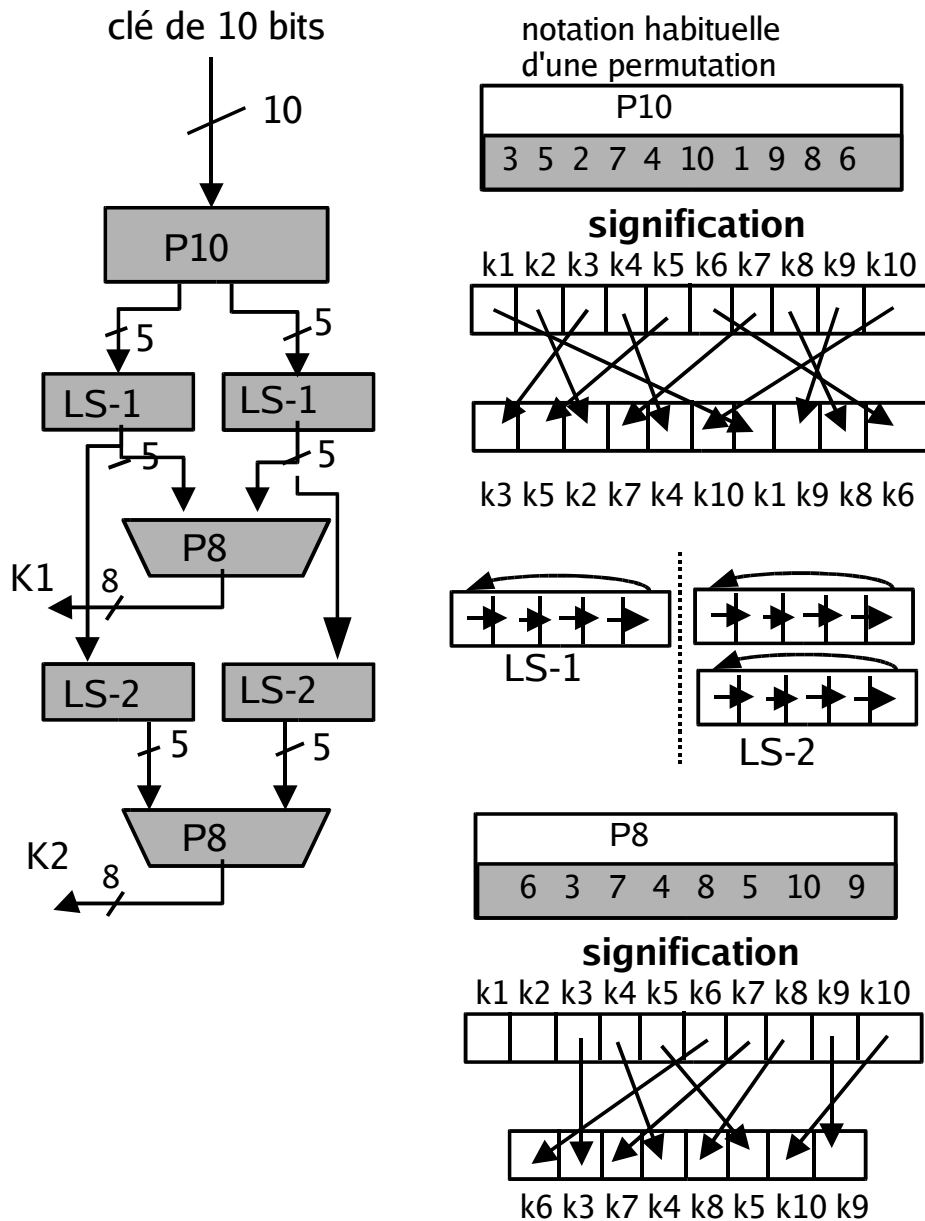 clé de 10 bits
10
P10
5
5
LS-1
LS-1
5
5
P8
K1
8
LS-2
LS-2
5
5
P8
K2
8
notation habituelle
d'une permutation
P10
3 5 2 7 4 10 1 9 8 6
signification
k1 k2 k3 k4 k5 k6 k7 k8 k9 k10
k3 k5 k2 k7 k4 k10 k1 k9 k8 k6
LS-1
LS-2
P8
6 3 7 4 8 5 10 9
signification
k1 k2 k3 k4 k5 k6 k7 k8 k9 k10
k6 k3 k7 k4 k8 k5 k10 k9